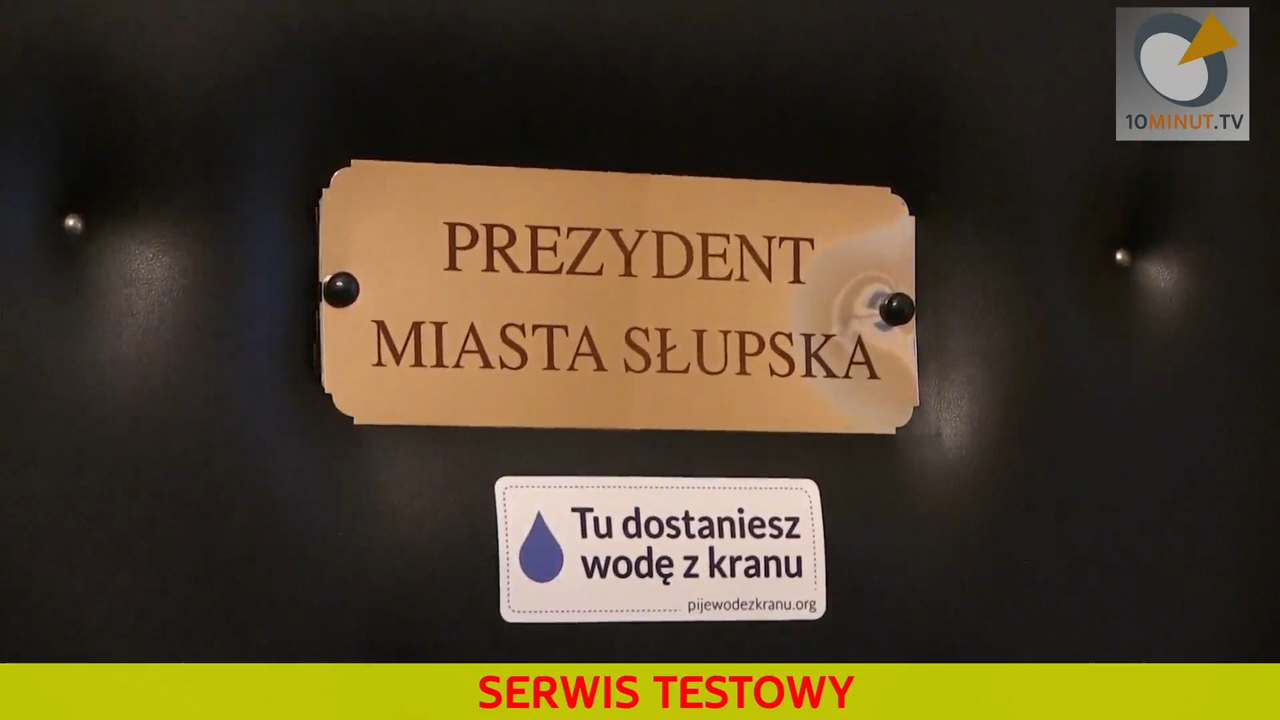 10MINUT.TV
PREZYDENT
MIASTA SŁUPSKA
Tu dostaniesz
wodę z kranu
pijewodezkranu.org
SERWIS TESTOWY